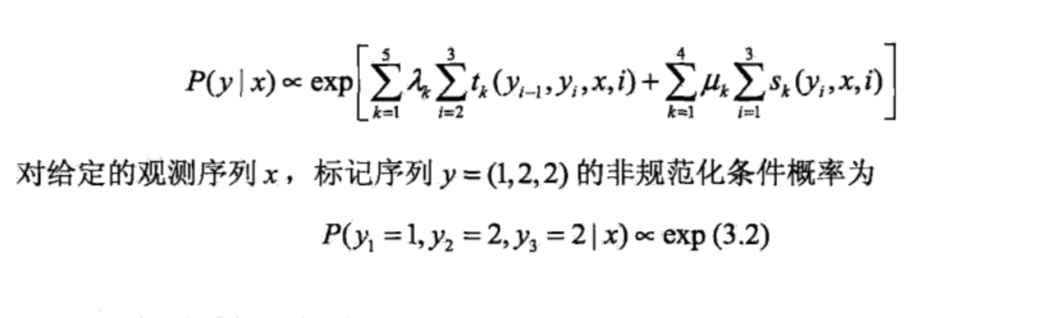 P(y|x) ∝ exp[∑_{k=1}^{5} λ_k ∑_{i=2}^{3} t_k(y_{i-1}, y_i, x, i) + ∑_{k=1}^{4} μ_k ∑_{i=1}^{3} s_k(y_i, x, i)]
对给定的观测序列 x，标记序列 y = (1,2,2) 的非规范化条件概率为
P(y_1 = 1, y_2 = 2, y_3 = 2 | x) ∝ exp (3.2)